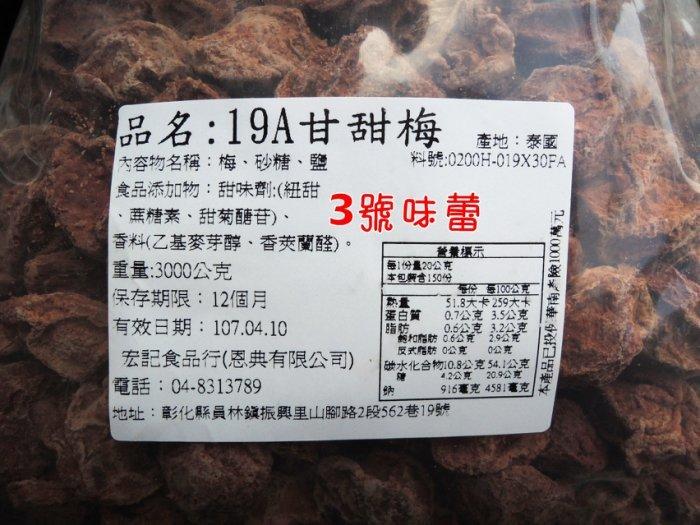 品名:19A甘甜梅
產地：泰國
內容物名稱：梅、砂糖、鹽
料號:0200H-019X30FA
食品添加物：甜味劑:(紐甜
、蔗糖素、甜菊醣苷)、
香料(乙基麥芽醇、香莢蘭醛)。
3號味蕾
重量:3000公克
保存期限：12個月
有效日期：107.04.10
宏記食品行(恩典有限公司)
電話：04-8313789
地址：彰化縣員林鎮振興里山腳路2段562巷19號
營養標示
每1份量20公克
本包裝含150份
每份 每100公克
熱量 51.8大卡 259大卡
蛋白質 0.7公克 3.5公克
脂肪 0.6公克 3.2公克
飽和脂肪 0.6公克 2.9公克
反式脂肪 0公克 0公克
碳水化合物10.8公克 54.1公克
糖 4.2公克 20.9公克
鈉 916毫克 4581毫克
本產品已投保華南產險1000萬元